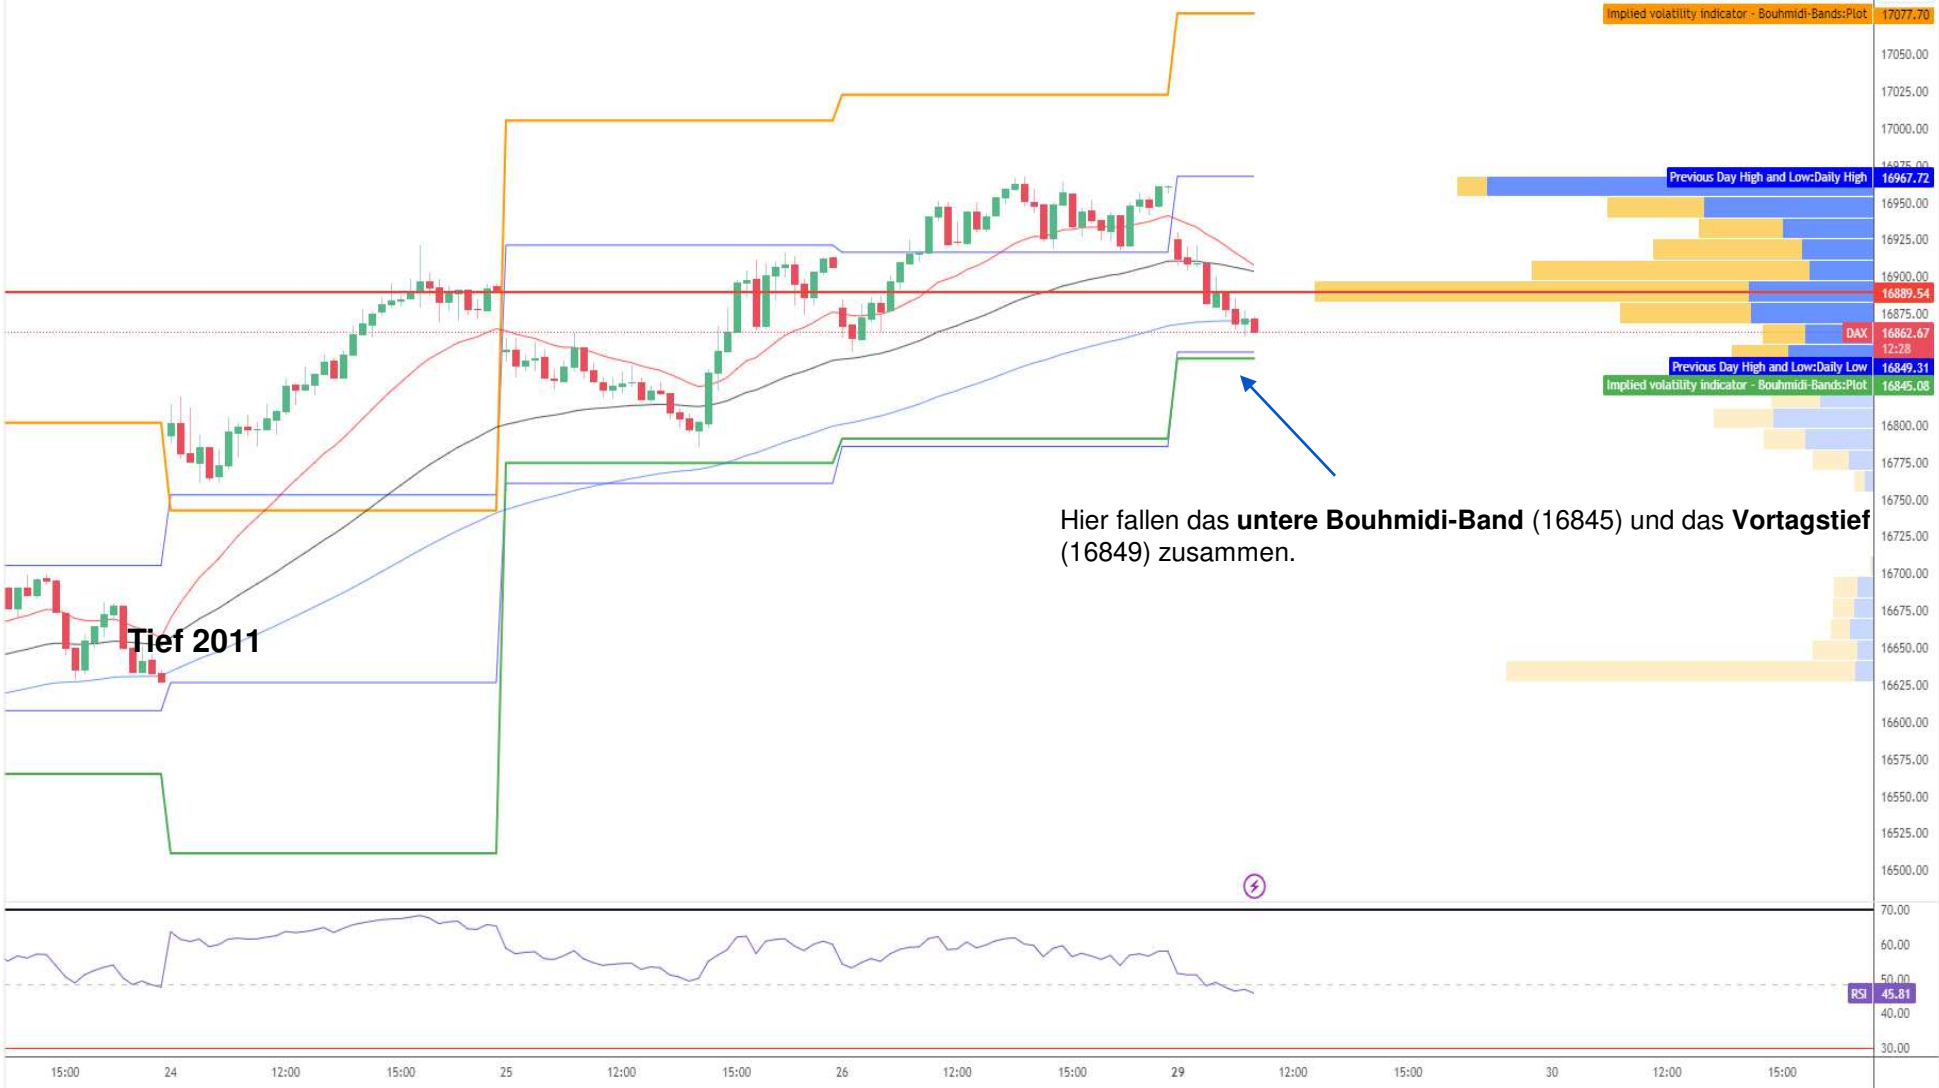 Implied volatility indicator - Bouhmidi-Bands:Plot 17077.70
17050.00
17025.00
17000.00
16975.00
Previous Day High and Low:Daily High 16967.72
16950.00
16925.00
16900.00
16889.54
16875.00
DAX 16862.67
12:28
Previous Day High and Low:Daily Low 16849.31
Implied volatility indicator - Bouhmidi-Bands:Plot 16845.08
16800.00
16775.00
16750.00
Hier fallen das untere Bouhmidi-Band (16845) und das Vortagstief
16725.00
(16849) zusammen.
16700.00
16675.00
Tief 2011
16650.00
16625.00
16600.00
16575.00
16550.00
16525.00
16500.00
70.00
60.00
50.00
RSI 45.81
40.00
30.00
15:00 24 12:00 15:00 25 12:00 15:00 26 12:00 15:00 29 12:00 15:00 30 12:00 15:00